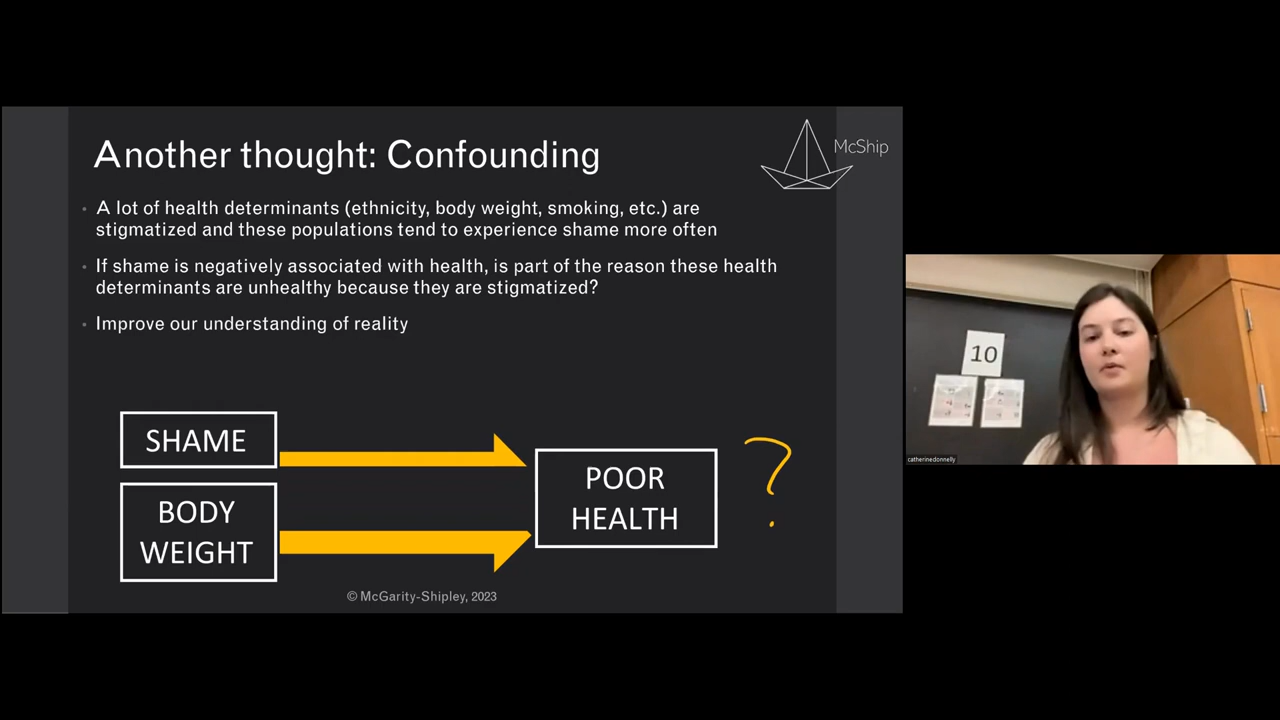 Another thought: Confounding
McShip
• A lot of health determinants (ethnicity, body weight, smoking, etc.) are
stigmatized and these populations tend to experience shame more often
• If shame is negatively associated with health, is part of the reason these health
determinants are unhealthy because they are stigmatized?
• Improve our understanding of reality
SHAME
BODY
WEIGHT
POOR
HEALTH
?
© McGarity-Shipley, 2023
10
catherinedonnelly